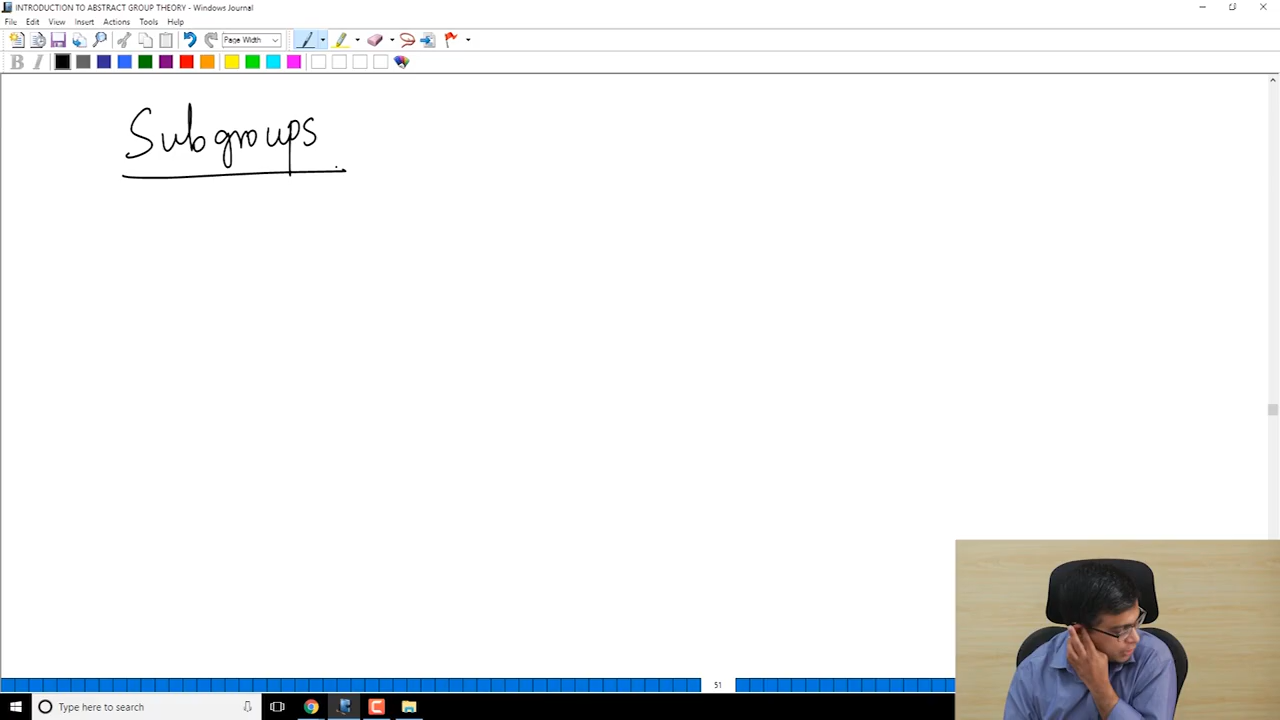 INTRODUCTION TO ABSTRACT GROUP THEORY - Windows Journal
File Edit View Insert Actions Tools Help
Page Width
B I
Subgroups
51
Type here to search